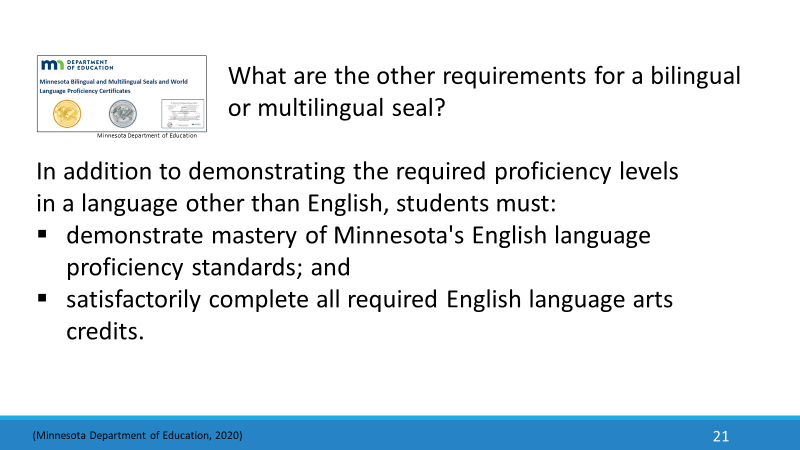 mn DEPARTMENT
OF EDUCATION
Minnesota Bilingual and Multilingual Seals and World
Language Proficiency Certificates
Minnesota Department of Education
What are the other requirements for a bilingual
or multilingual seal?
In addition to demonstrating the required proficiency levels
in a language other than English, students must:
▪ demonstrate mastery of Minnesota's English language
proficiency standards; and
▪ satisfactorily complete all required English language arts
credits.
(Minnesota Department of Education, 2020)
21